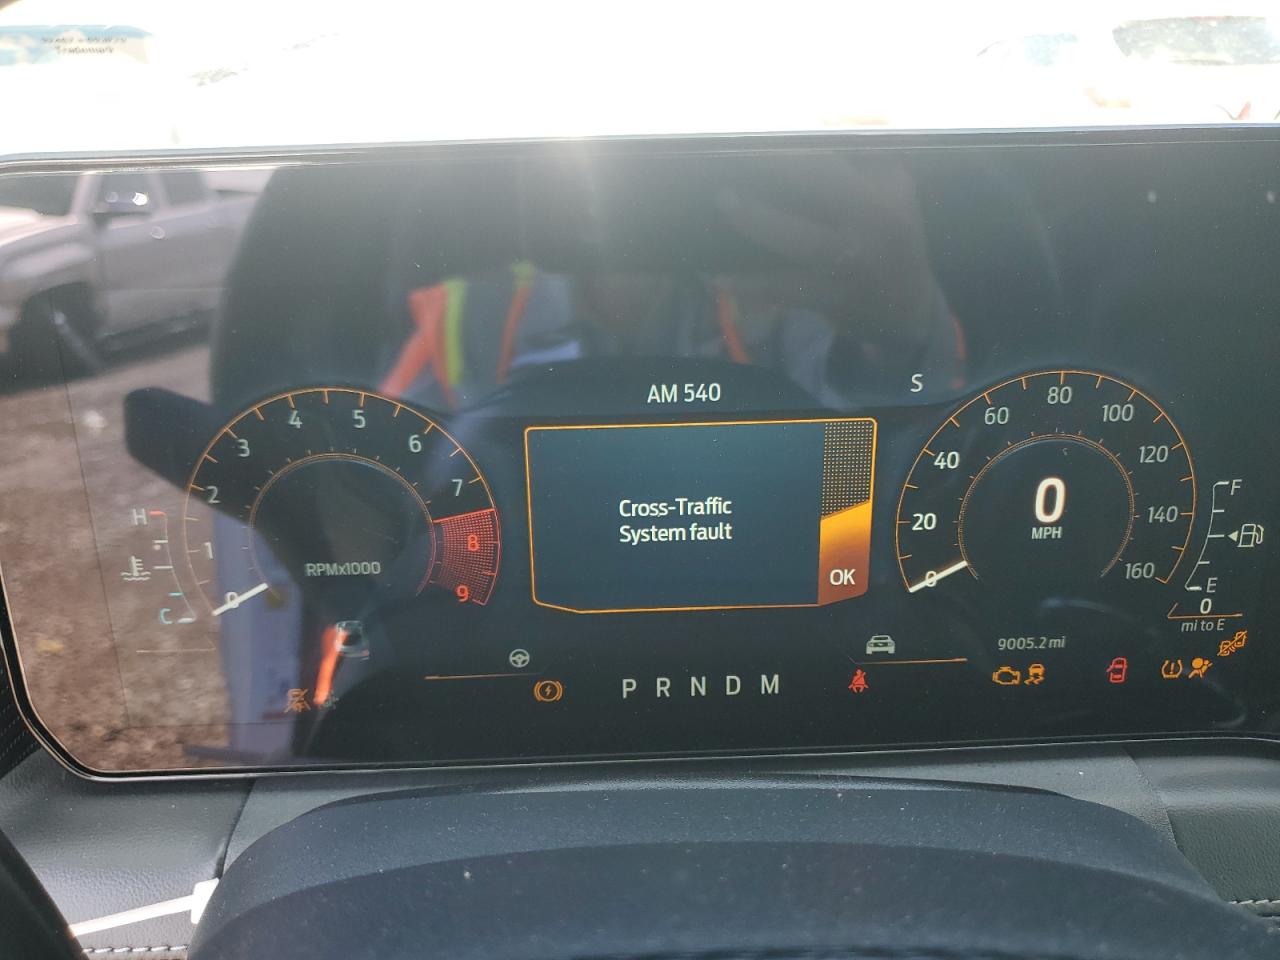 Trademark
AM 540
S
Cross-Traffic
System fault
OK
0
1
2
3
4
5
6
7
8
9
RPMx1000
H
C
0
20
40
60
80
100
120
140
160
0
MPH
F
E
0
mi to E
9005.2 mi
P R N D M